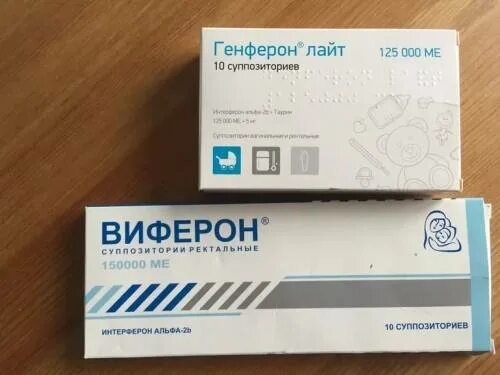 Генферон® лайт 125 000 МЕ
10 суппозиториев
Интерферон альфа-2b + Таурин
125 000 МЕ + 5 мг
Суппозитории вагинальные и ректальные
ВИФЕРОН®
СУППОЗИТОРИИ РЕКТАЛЬНЫЕ
150000 МЕ
ИНТЕРФЕРОН АЛЬФА-2b 10 СУППОЗИТОРИЕВ